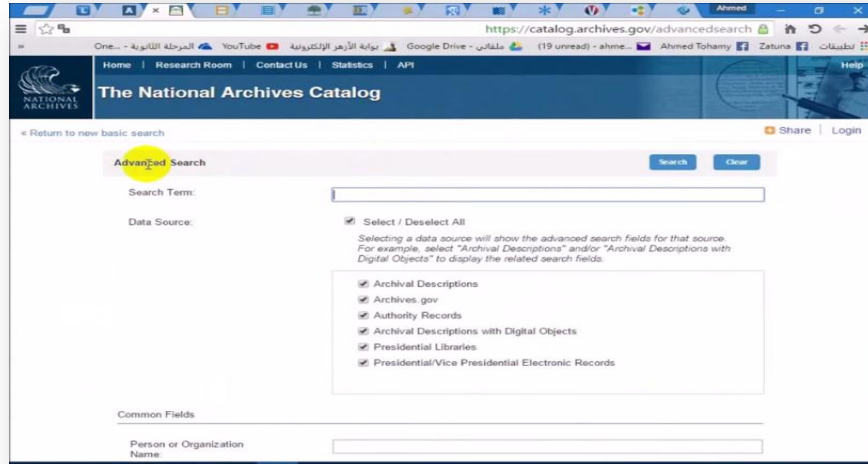 Ahmed
https://catalog.archives.gov/advancedsearch
One... - المرحلة الثانوية
YouTube
بوابة الأزهر الإلكترونية
Google Drive - ملفاتي
(19 unread) - ahme...
Ahmed Tohamy
Zatuna
تطبيقات
Home | Research Room | Contact Us | Statistics | API
Help
NATIONAL
ARCHIVES
The National Archives Catalog
« Return to new basic search
Share | Login
Advanced Search
Search
Clear
Search Term:
Data Source:
Select / Deselect All
Selecting a data source will show the advanced search fields for that source.
For example, select "Archival Descriptions" and/or "Archival Descriptions with
Digital Objects" to display the related search fields.
Archival Descriptions
Archives.gov
Authority Records
Archival Descriptions with Digital Objects
Presidential Libraries
Presidential/Vice Presidential Electronic Records
Common Fields
Person or Organization
Name: